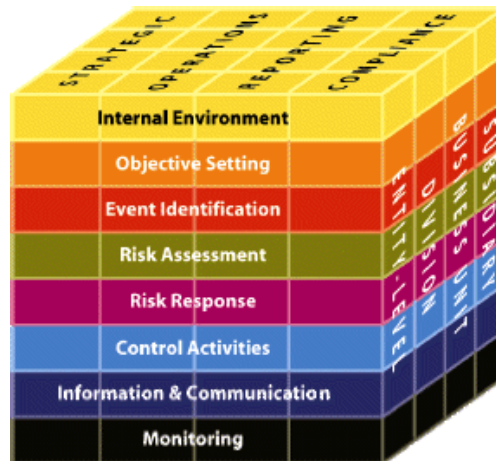 STRATEGIC
OPERATIONS
REPORTING
COMPLIANCE
Internal Environment
Objective Setting
Event Identification
Risk Assessment
Risk Response
Control Activities
Information & Communication
Monitoring
ENTITY-LEVEL
DIVISION
BUSINESS UNIT
SUBSIDIARY